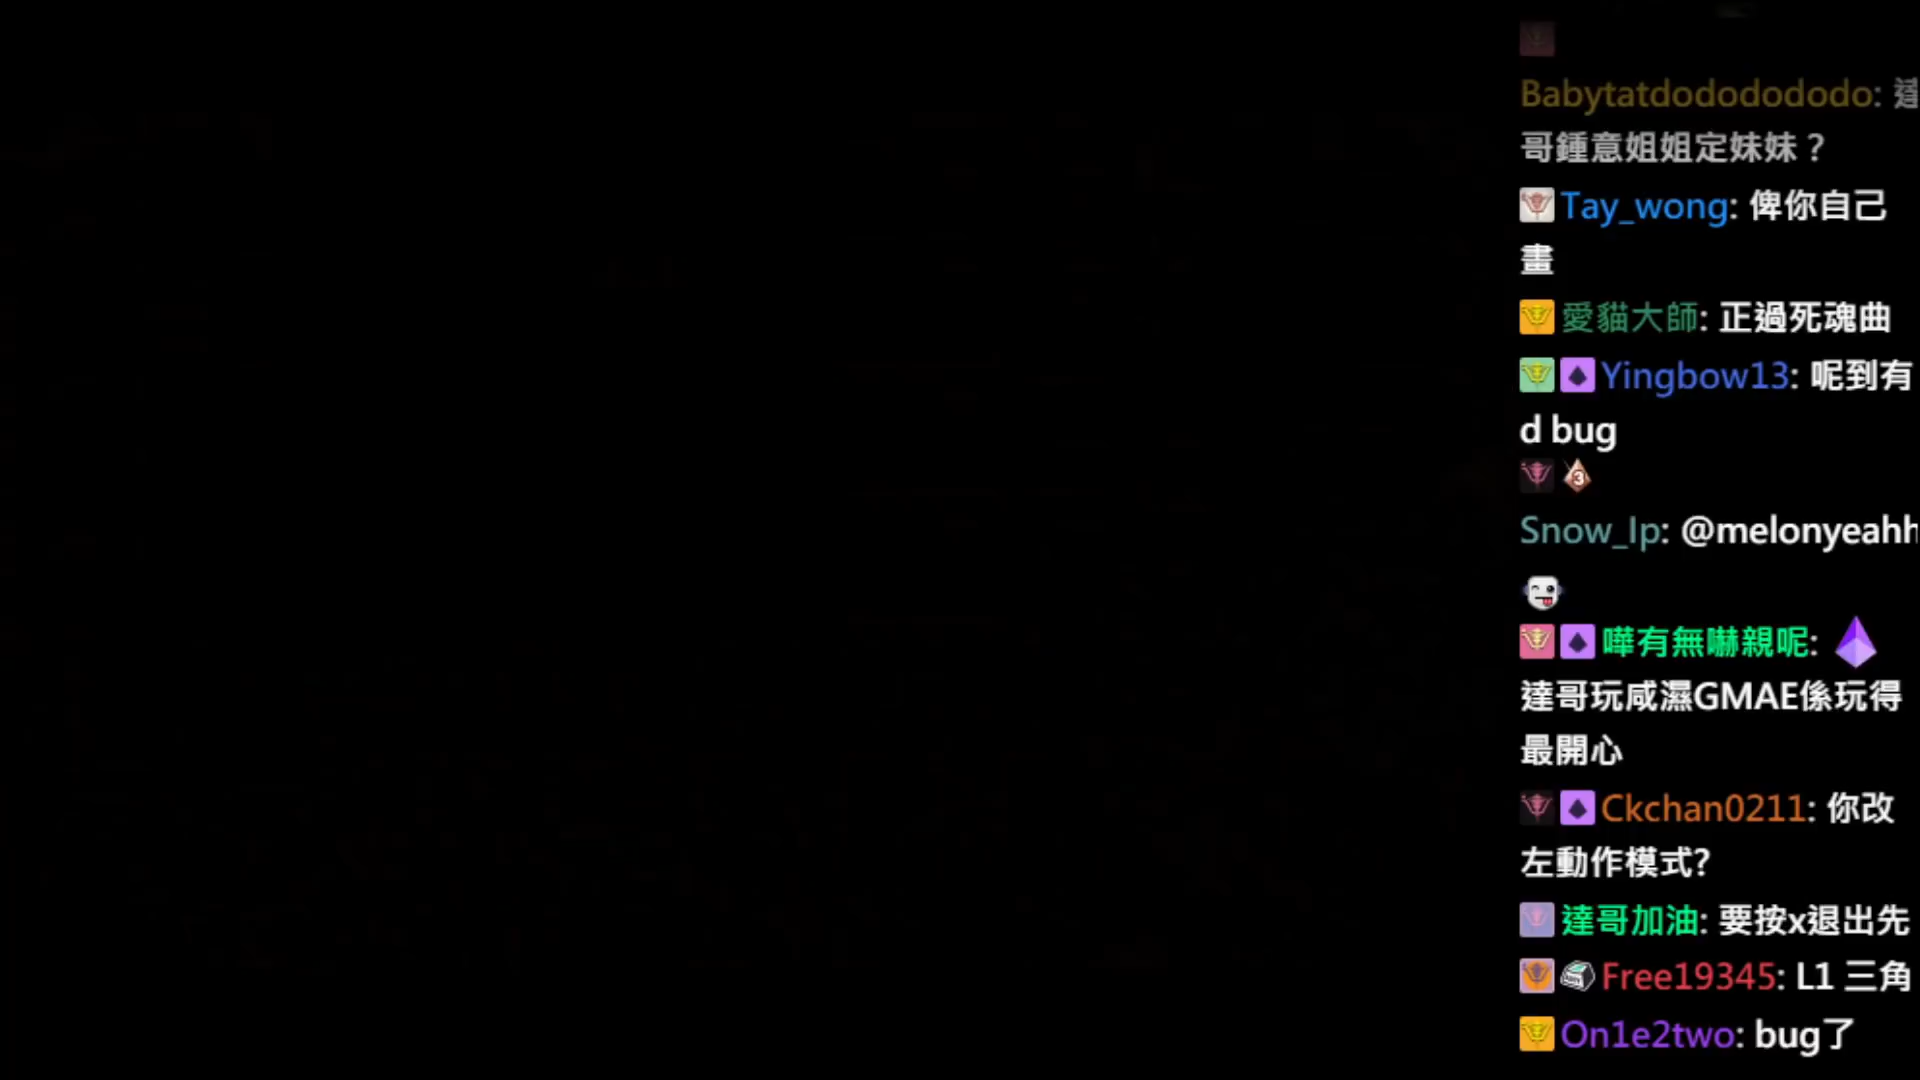 Babytatdodododododo: 達
哥鍾意姐姐定妹妹？
Tay_wong: 俾你自己
畫
愛貓大師: 正過死魂曲
Yingbow13: 呢到有
d bug
Snow_Ip: @melonyeahh
嘩有無嚇親呢:
達哥玩咸濕GMAE係玩得
最開心
Ckchan0211: 你改
左動作模式?
達哥加油: 要按x退出先
Free19345: L1 三角
On1e2two: bug了